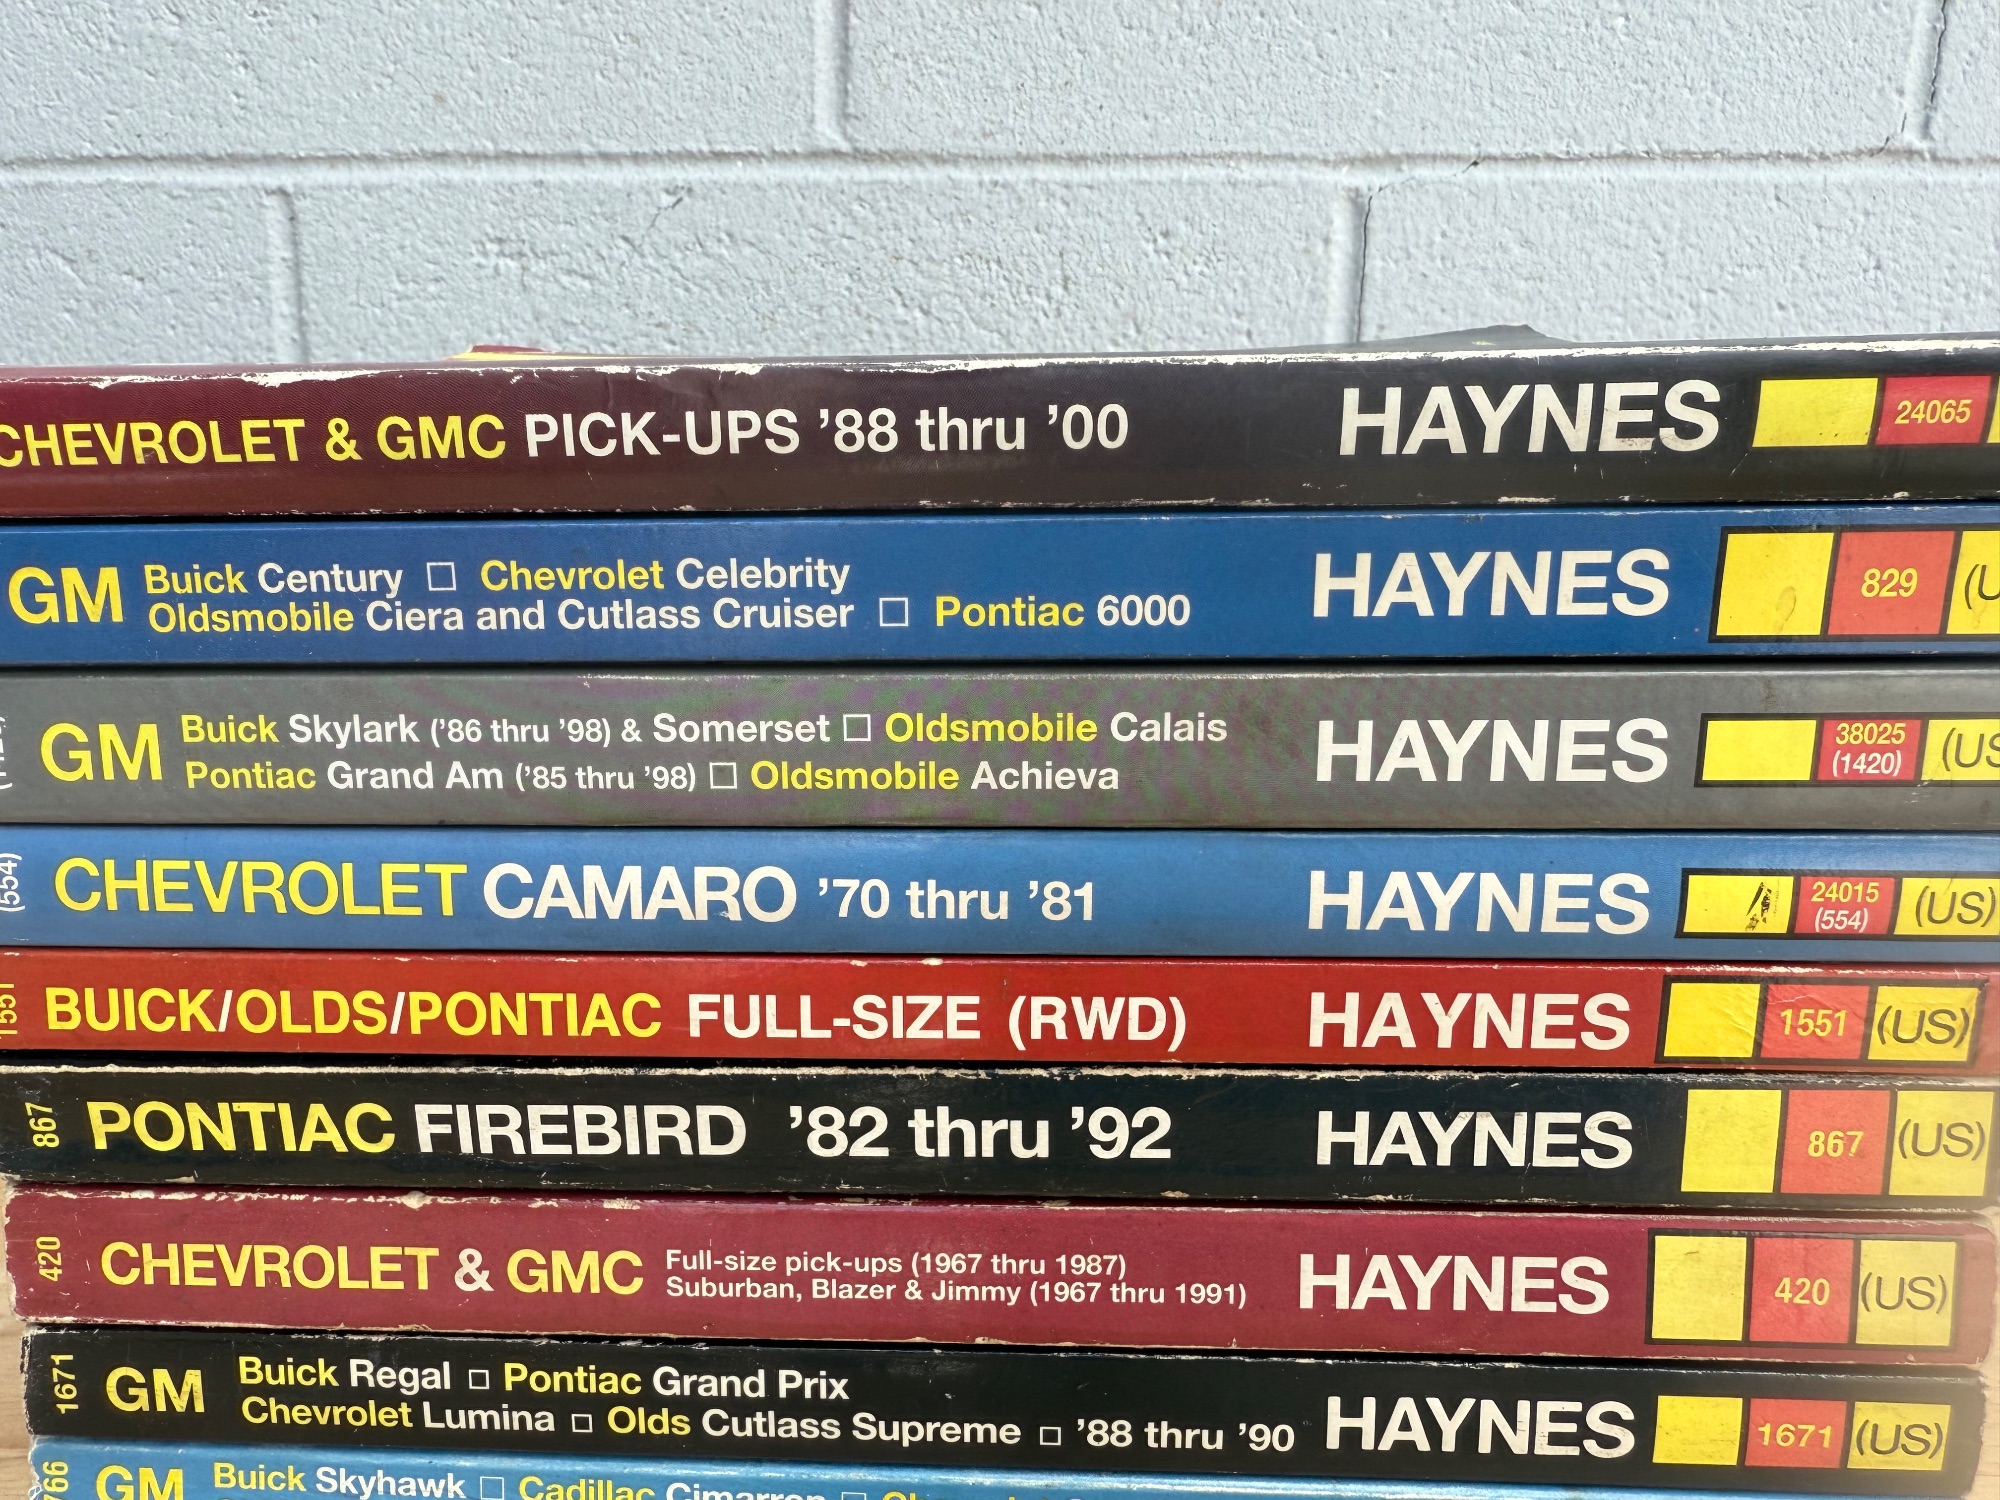 CHEVROLET & GMC PICK-UPS '88 thru '00 HAYNES 24065
GM Buick Century □ Chevrolet Celebrity
Oldsmobile Ciera and Cutlass Cruiser □ Pontiac 6000
HAYNES 829
GM Buick Skylark ('86 thru '98) & Somerset □ Oldsmobile Calais
Pontiac Grand Am ('85 thru '98) □ Oldsmobile Achieva
HAYNES 38025
(1420) (US
(554) CHEVROLET CAMARO '70 thru '81 HAYNES 24015
(554) (US)
1551 BUICK/OLDS/PONTIAC FULL-SIZE (RWD) HAYNES 1551 (US)
867 PONTIAC FIREBIRD '82 thru '92 HAYNES 867 (US)
420 CHEVROLET & GMC Full-size pick-ups (1967 thru 1987)
Suburban, Blazer & Jimmy (1967 thru 1991)
HAYNES 420 (US)
1671 GM Buick Regal □ Pontiac Grand Prix
Chevrolet Lumina □ Olds Cutlass Supreme □ '88 thru '90
HAYNES 1671 (US)
766 GM Buick Skyhawk □ Cadillac Cimarron □